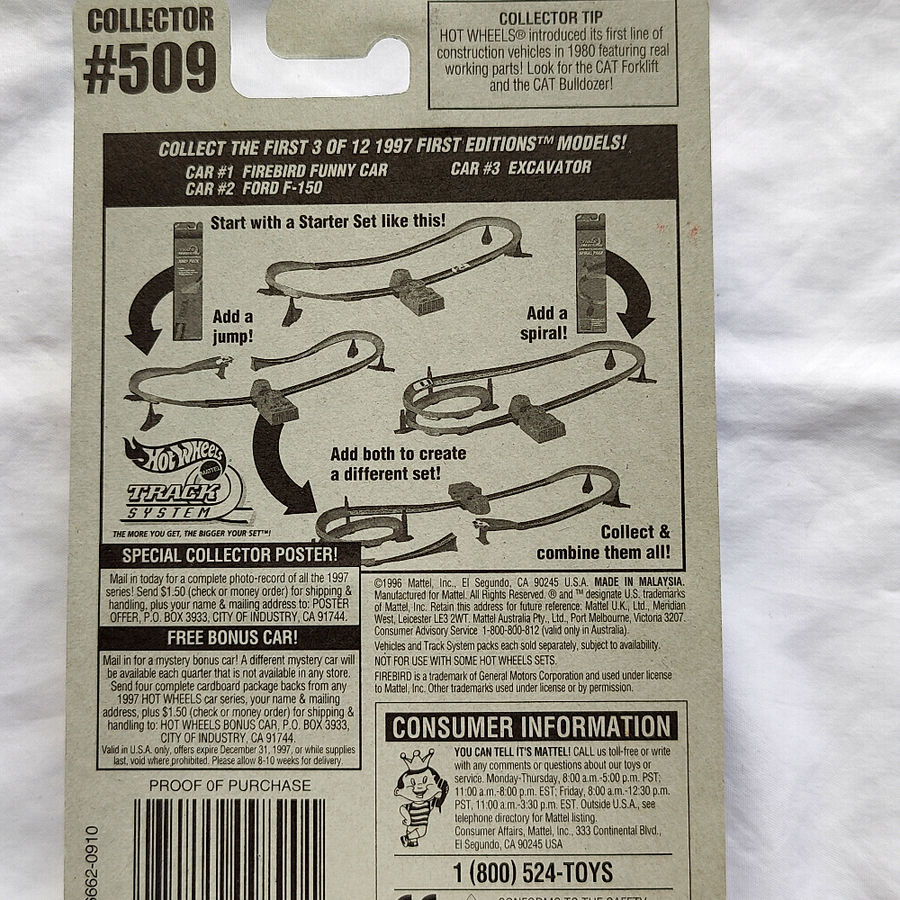 COLLECTOR
#509
COLLECTOR TIP
HOT WHEELS® introduced its first line of
construction vehicles in 1980 featuring real
working parts! Look for the CAT Forklift
and the CAT Bulldozer!
COLLECT THE FIRST 3 OF 12 1997 FIRST EDITIONS™ MODELS!
CAR #1 FIREBIRD FUNNY CAR
CAR #2 FORD F-150
CAR #3 EXCAVATOR
Start with a Starter Set like this!
Add a
jump!
Add a
spiral!
Add both to create
a different set!
HOT WHEELS
MATTEL
TRACK
SYSTEM
THE MORE YOU GET, THE BIGGER YOUR SET™!
Collect &
combine them all!
SPECIAL COLLECTOR POSTER!
Mail in today for a complete photo-record of all the 1997
series! Send $1.50 (check or money order) for shipping &
handling, plus your name & mailing address to: POSTER
OFFER, P.O. BOX 3933, CITY OF INDUSTRY, CA 91744.
FREE BONUS CAR!
Mail in for a mystery bonus car! A different mystery car will
be available each quarter that is not available in any store.
Send four complete cardboard package backs from any
1997 HOT WHEELS car series, your name & mailing
address, plus $1.50 (check or money order) for shipping &
handling to: HOT WHEELS BONUS CAR, P.O. BOX 3933,
CITY OF INDUSTRY, CA 91744.
Valid in U.S.A. only, offers expire December 31, 1997, or while supplies
last, void where prohibited. Please allow 8-10 weeks for delivery.
PROOF OF PURCHASE
6662-0910
©1996 Mattel, Inc., El Segundo, CA 90245 U.S.A. MADE IN MALAYSIA.
Manufactured for Mattel. All Rights Reserved. ® and ™ designate U.S. trademarks
of Mattel, Inc. Retain this address for future reference: Mattel U.K., Ltd., Meridian
West, Leicester LE3 2WT. Mattel Australia Pty., Ltd., Port Melbourne, Victoria 3207.
Consumer Advisory Service 1-800-800-812 (valid only in Australia).
Vehicles and Track System packs each sold separately, subject to availability.
NOT FOR USE WITH SOME HOT WHEELS SETS.
FIREBIRD is a trademark of General Motors Corporation and used under license
to Mattel, Inc. Other trademarks used under license or by permission.
CONSUMER INFORMATION
YOU CAN TELL IT'S MATTEL! CALL us toll-free or write
with any comments or questions about our toys or
service. Monday-Thursday, 8:00 a.m.-5:00 p.m. PST;
11:00 a.m.-8:00 p.m. EST; Friday, 8:00 a.m.-12:30 p.m.
PST, 11:00 a.m.-3:30 p.m. EST. Outside U.S.A., see
telephone directory for Mattel listing.
Consumer Affairs, Mattel, Inc., 333 Continental Blvd.,
El Segundo, CA 90245 USA
1 (800) 524-TOYS
CONFORMS TO THE SAFETY